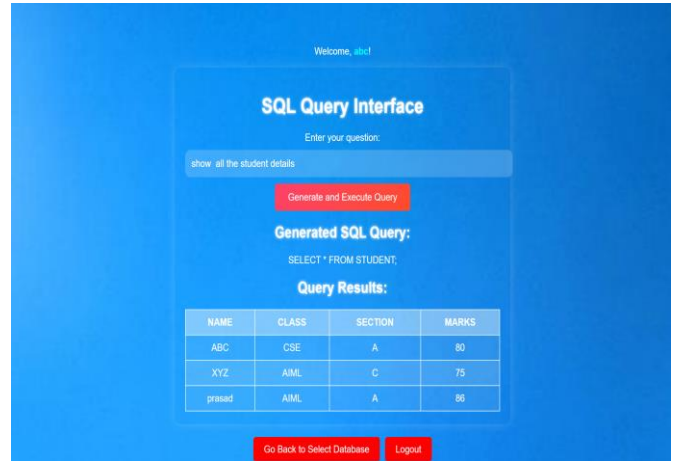 Welcome, abc!
SQL Query Interface
Enter your question:
show all the student details
Generate and Execute Query
Generated SQL Query:
SELECT * FROM STUDENT;
Query Results:
NAME CLASS SECTION MARKS
ABC CSE A 80
XYZ AIML C 75
prasad AIML A 86
Go Back to Select Database Logout